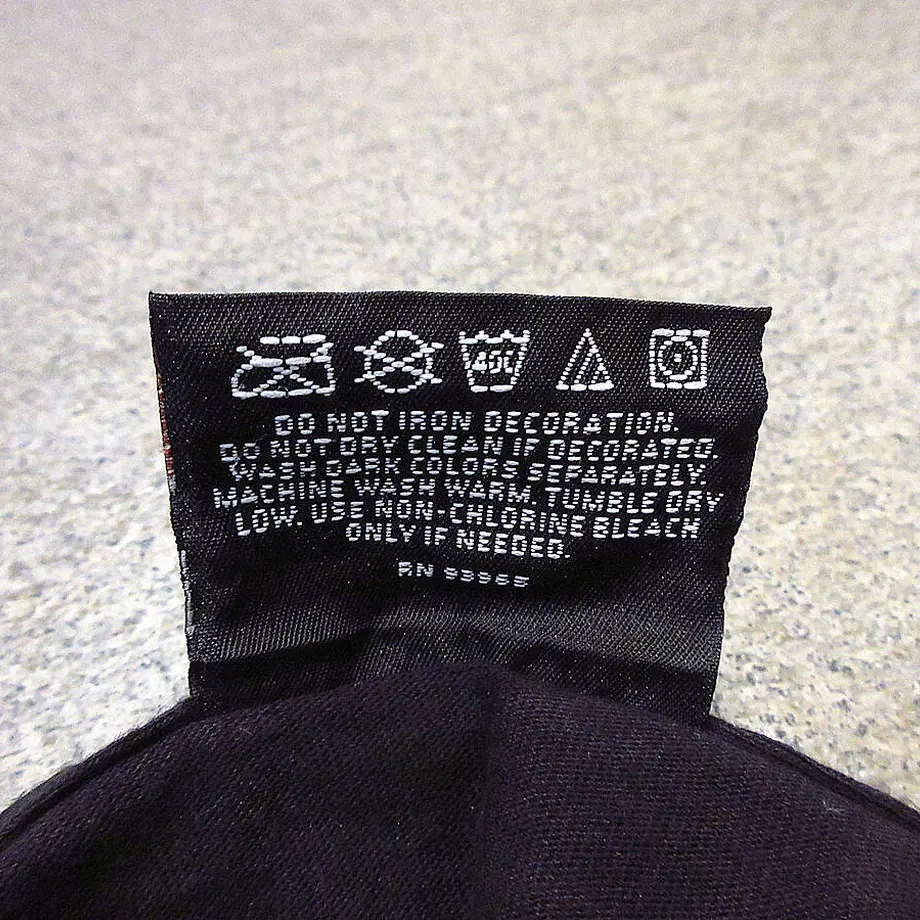 40C
DO NOT IRON DECORATION.
DO NOT DRY CLEAN IF DECORATED.
WASH DARK COLORS SEPARATELY.
MACHINE WASH WARM. TUMBLE DRY
LOW. USE NON-CHLORINE BLEACH
ONLY IF NEEDED.
RN 93965